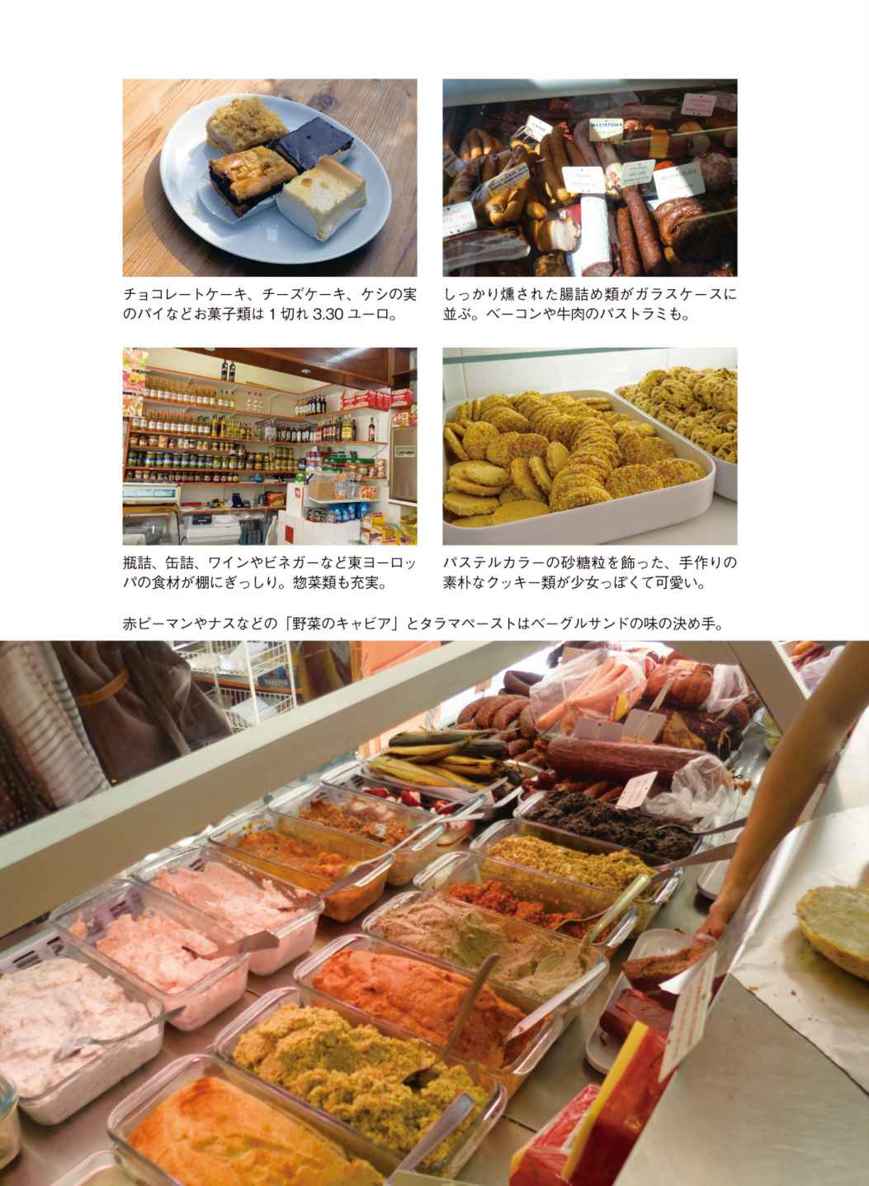 チョコレートケーキ、チーズケーキ、ケシの実
のパイなどお菓子類は1切れ3.30ユーロ。
しっかり燻された腸詰め類がガラスケースに
並ぶ。ベーコンや牛肉のパストラミも。
瓶詰、缶詰、ワインやビネガーなど東ヨーロッ
パの食材が棚にぎっしり。惣菜類も充実。
パステルカラーの砂糖粒を飾った、手作りの
素朴なクッキー類が少女っぽくて可愛い。
赤ピーマンやナスなどの「野菜のキャビア」とタラマペーストはベーグルサンドの味の決め手。